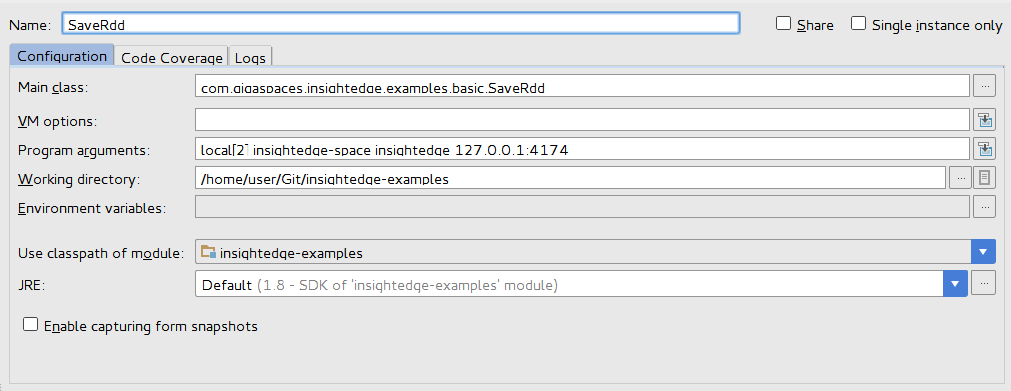 Name: SaveRdd Share Single instance only
Configuration Code Coverage Logs
Main class: com.gigaspaces.insightedge.examples.basic.SaveRdd ...
VM options:
Program arguments: local[2] insightedge-space insightedge 127.0.0.1:4174
Working directory: /home/user/Git/insightedge-examples ...
Environment variables: ...
Use classpath of module: insightedge-examples
JRE: Default (1.8 - SDK of 'insightedge-examples' module) ...
Enable capturing form snapshots